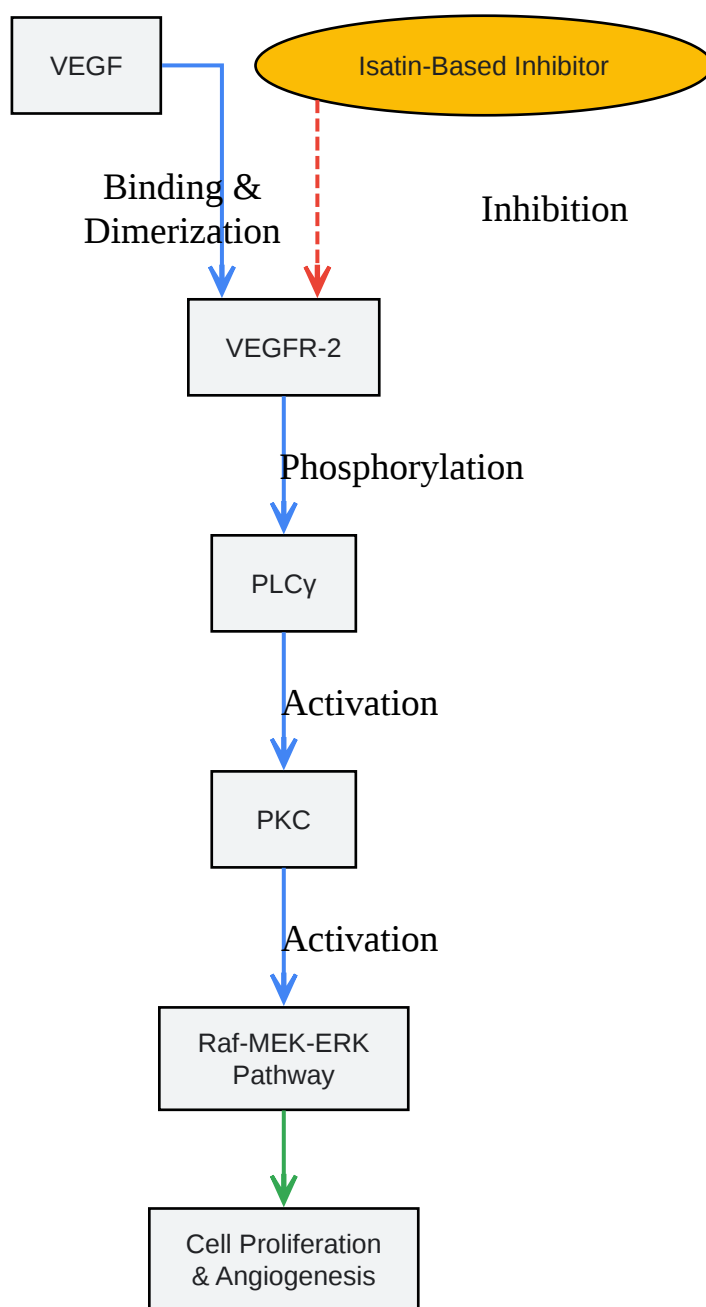 VEGF
Isatin-Based Inhibitor
Binding &
Dimerization
Inhibition
VEGFR-2
Phosphorylation
PLCγ
Activation
PKC
Activation
Raf-MEK-ERK
Pathway
Cell Proliferation
& Angiogenesis